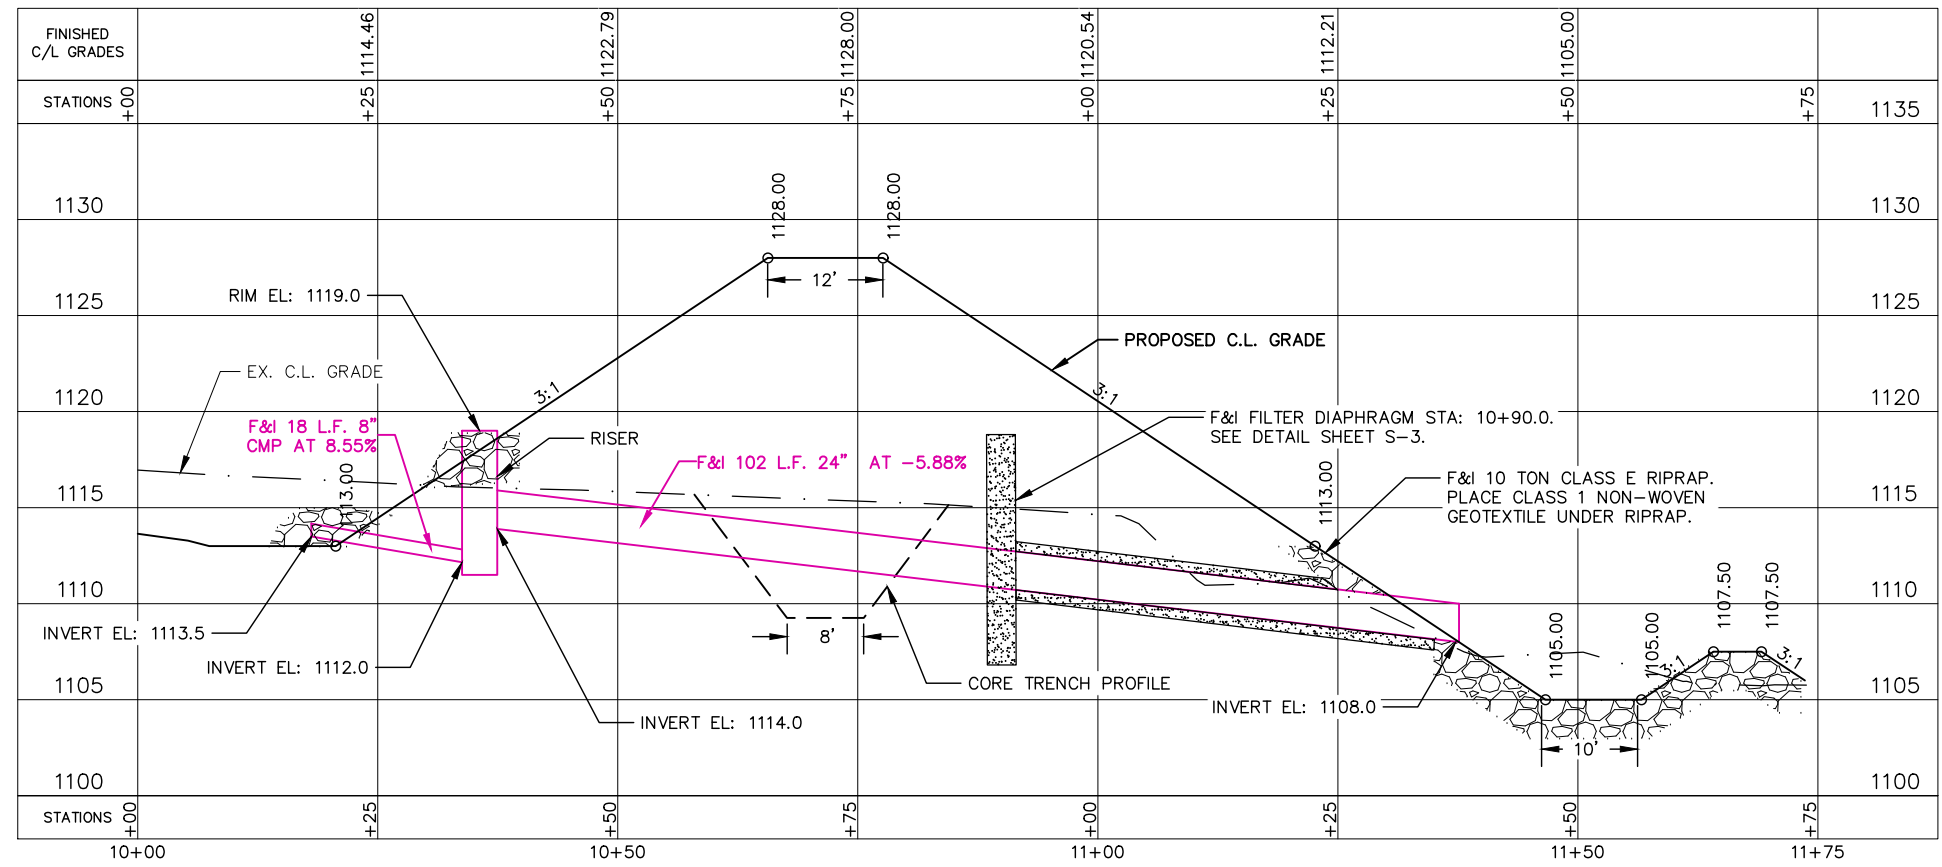 FINISHED
C/L GRADES
1114.46
1122.79
1128.00
1120.54
1112.21
1105.00
STATIONS
+00
+25
+50
+75
+00
+25
+50
+75
1135
1130
1128.00
1128.00
1130
12'
RIM EL: 1119.0
1125
1125
PROPOSED C.L. GRADE
EX. C.L. GRADE
3:1
3:1
1120
1120
F&I 18 L.F. 8"
CMP AT 8.55%
RISER
F&I FILTER DIAPHRAGM STA: 10+90.0.
SEE DETAIL SHEET S-3.
F&I 102 L.F. 24" AT -5.88%
1113.00
1113.00
F&I 10 TON CLASS E RIPRAP.
PLACE CLASS 1 NON-WOVEN
GEOTEXTILE UNDER RIPRAP.
1115
1115
1110
1110
1107.50
1107.50
INVERT EL: 1113.5
8'
1105.00
1105.00
INVERT EL: 1112.0
3:1
3:1
CORE TRENCH PROFILE
1105
1105
INVERT EL: 1108.0
INVERT EL: 1114.0
10'
1100
1100
STATIONS
+00
+25
+50
+75
+00
+25
+50
+75
10+00
10+50
11+00
11+50
11+75